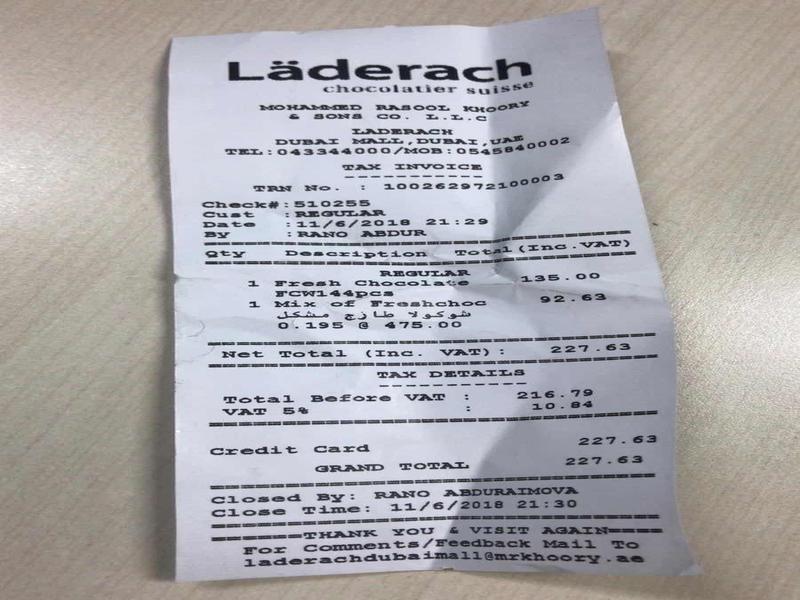 Läderach
chocolatier suisse
MOHAMMED RASOOL KHOORY
& SONS CO. L.L.C
LADERACH
DUBAI MALL,DUBAI,UAE
TEL:043344000/MOB:0545840002
TAX INVOICE
TRN No. : 100262972100003
Check#:510255
Cust :REGULAR
Date :11/6/2018 21:29
By :RANO ABDUR
Qty Description Total(Inc.VAT)
REGULAR
1 Fresh Chocolate 135.00
FCW144pcs
1 Mix of Freshchoc 92.63
شوكولا طازج مشكل
0.195 @ 475.00
Net Total (Inc. VAT): 227.63
TAX DETAILS
Total Before VAT : 216.79
VAT 5% : 10.84
Credit Card 227.63
GRAND TOTAL 227.63
Closed By: RANO ABDURAIMOVA
Close Time: 11/6/2018 21:30
THANK YOU & VISIT AGAIN
For Comments/Feedback Mail To
laderachdubaimall@mrkhoory.ae